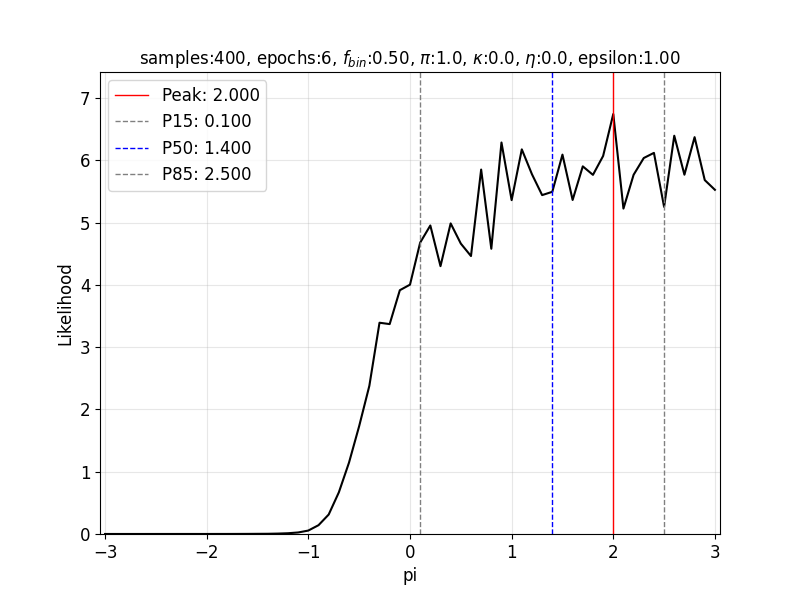 samples:400, epochs:6, f_bin:0.50, π:1.0, κ:0.0, η:0.0, epsilon:1.00
Peak: 2.000
P15: 0.100
P50: 1.400
P85: 2.500
Likelihood
7
6
5
4
3
2
1
0
−3 −2 −1 0 1 2 3
pi